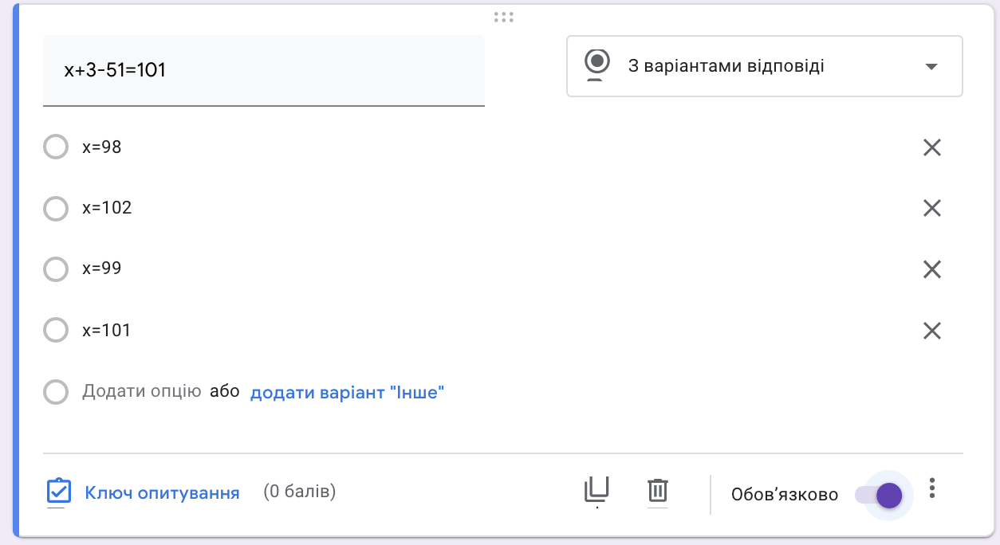 x+3-51=101
З варіантами відповіді
x=98
x=102
x=99
x=101
Додати опцію або додати варіант "Інше"
Ключ опитування (0 балів)
Обов’язково